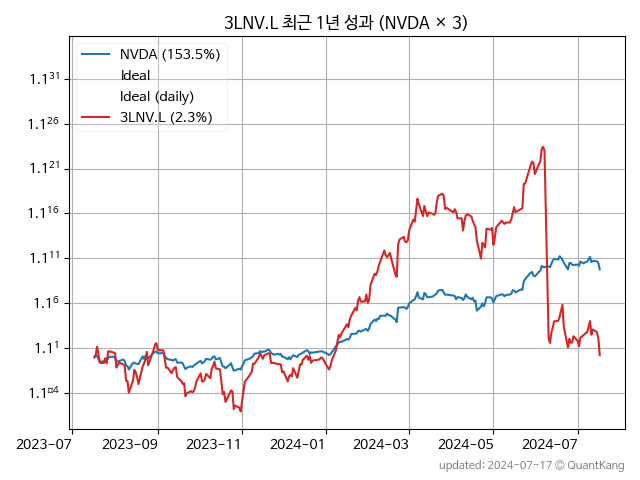 3LNV.L 최근 1년 성과 (NVDA × 3)
NVDA (153.5%)
Ideal
Ideal (daily)
3LNV.L (2.3%)
1.1³¹
1.1²⁶
1.1²¹
1.1¹⁶
1.1¹¹
1.1⁶
1.1¹
1.1⁻⁴
2023-07
2023-09
2023-11
2024-01
2024-03
2024-05
2024-07
updated: 2024-07-17 © QuantKang